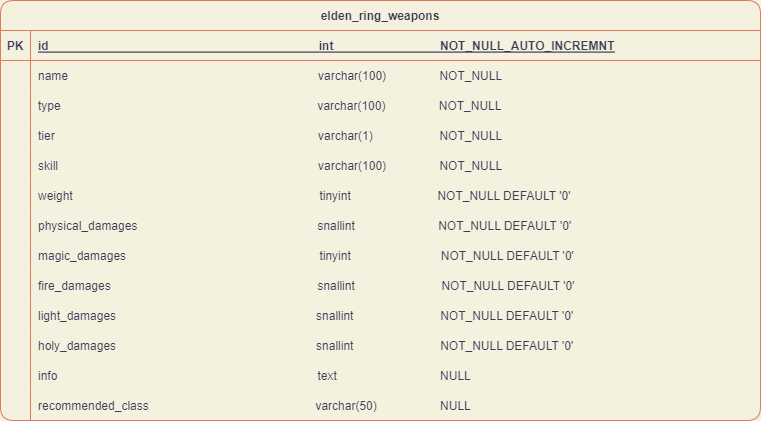 elden_ring_weapons
PK id int NOT_NULL_AUTO_INCREMNT
name varchar(100) NOT_NULL
type varchar(100) NOT_NULL
tier varchar(1) NOT_NULL
skill varchar(100) NOT_NULL
weight tinyint NOT_NULL DEFAULT '0'
physical_damages snallint NOT_NULL DEFAULT '0'
magic_damages tinyint NOT_NULL DEFAULT '0'
fire_damages snallint NOT_NULL DEFAULT '0'
light_damages snallint NOT_NULL DEFAULT '0'
holy_damages snallint NOT_NULL DEFAULT '0'
info text NULL
recommended_class varchar(50) NULL